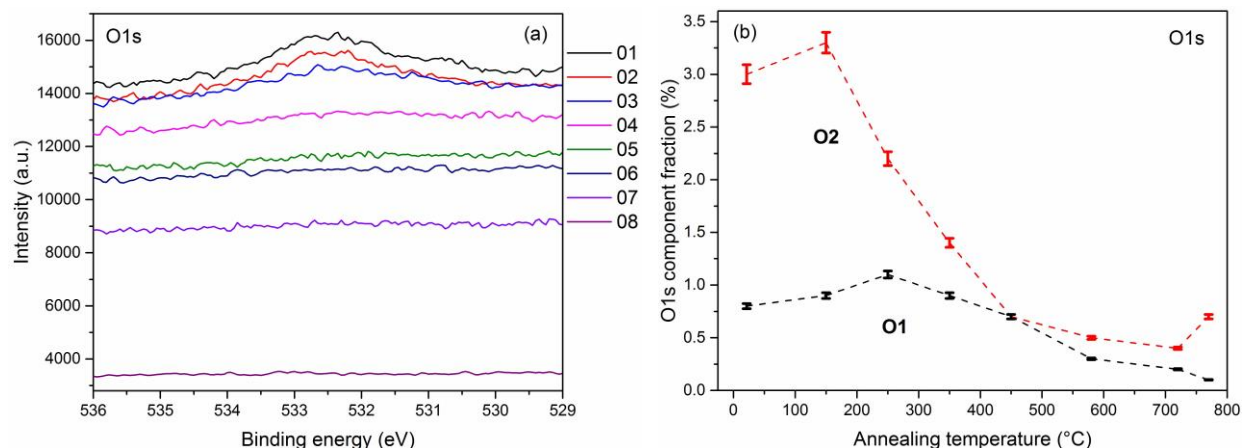 O1s
(a)
16000
14000
12000
10000
8000
6000
4000
Intensity (a.u.)
536 535 534 533 532 531 530 529
Binding energy (eV)
01
02
03
04
05
06
07
08
(b)
O1s
3.5
3.0
2.5
2.0
1.5
1.0
0.5
0.0
O1s component fraction (%)
O2
O1
0 100 200 300 400 500 600 700 800
Annealing temperature (°C)